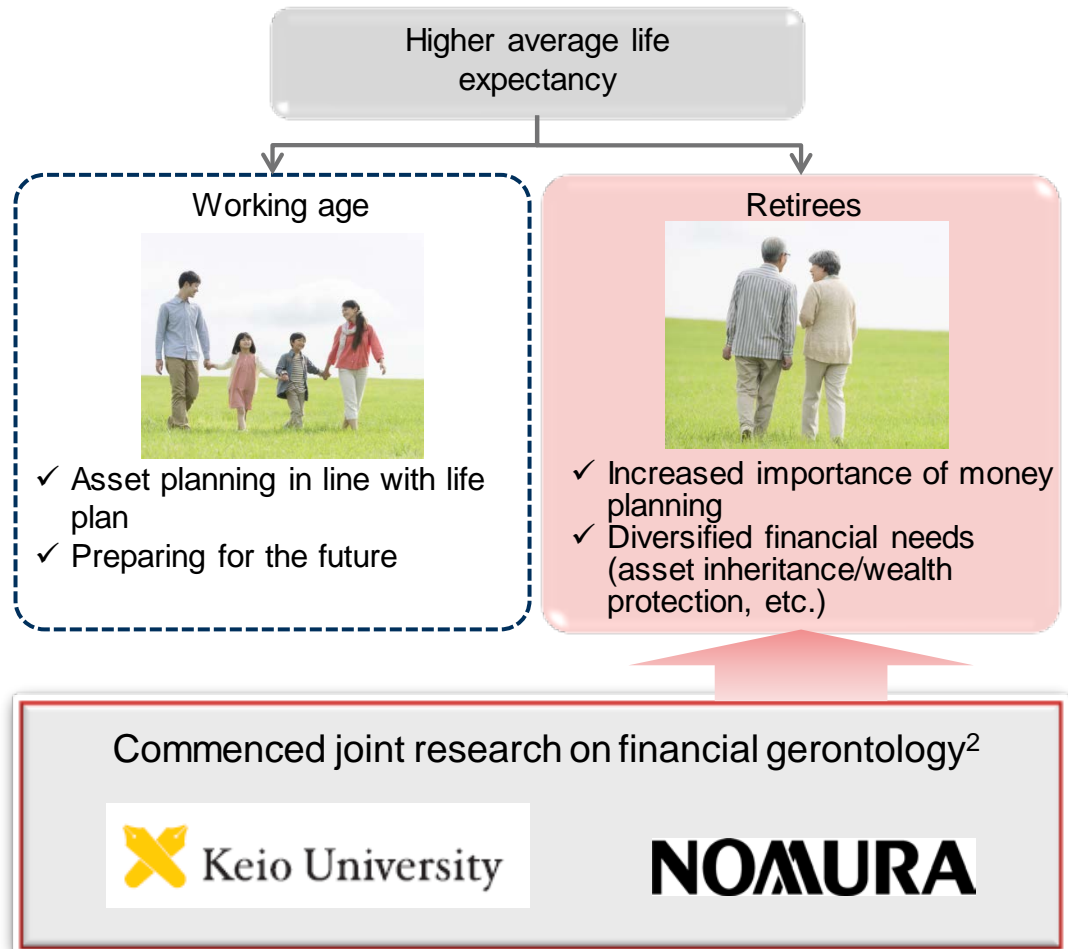 Higher average life
expectancy
Working age
✓ Asset planning in line with life
plan
✓ Preparing for the future
Retirees
✓ Increased importance of money
planning
✓ Diversified financial needs
(asset inheritance/wealth
protection, etc.)
Commenced joint research on financial gerontology²
Keio University
NOMURA